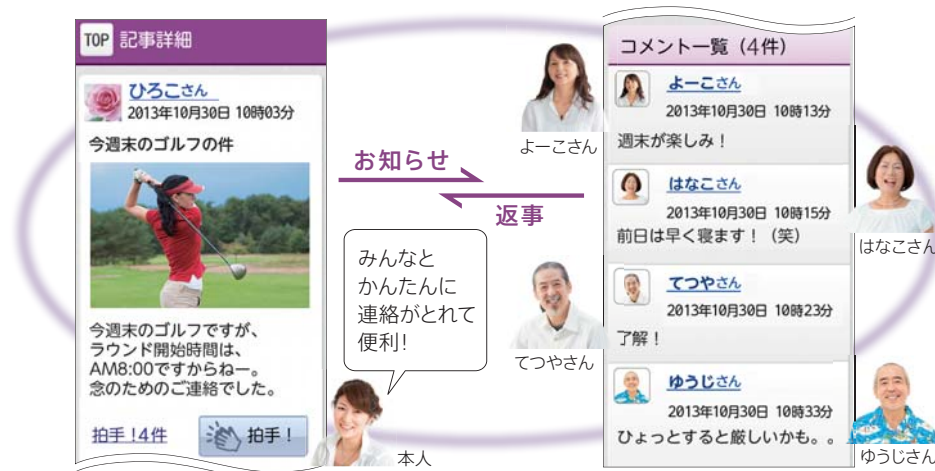 TOP 記事詳細
ひろこさん
2013年10月30日 10時03分
今週末のゴルフの件
今週末のゴルフですが、
ラウンド開始時間は、
AM8:00ですからねー。
念のためのご連絡でした。
拍手!4件
拍手!
お知らせ
返事
みんなと
かんたんに
連絡がとれて
便利!
本人
よーこさん
てつやさん
コメント一覧(4件)
よーこさん
2013年10月30日 10時13分
週末が楽しみ!
はなこさん
2013年10月30日 10時15分
前日は早く寝ます!(笑)
てつやさん
2013年10月30日 10時23分
了解!
ゆうじさん
2013年10月30日 10時33分
ひょっとすると厳しいかも。。
はなこさん
ゆうじさん